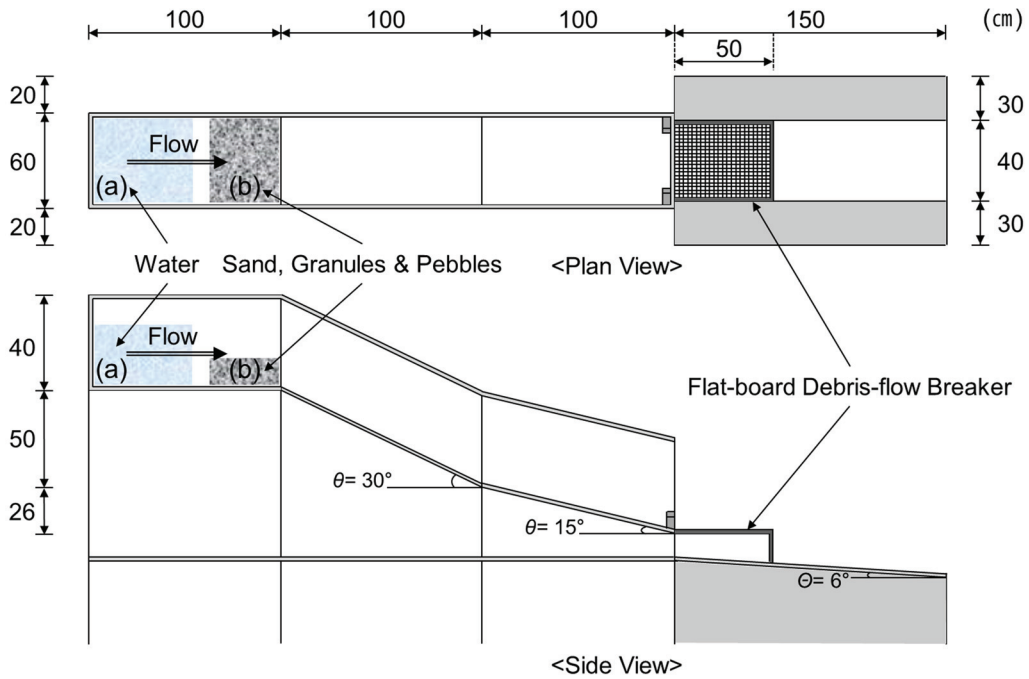 100 100 100 150 (㎝)
50
20 30
60 Flow 40
(a) (b)
20 30
Water Sand, Granules & Pebbles <Plan View>
40 Flow
(a) (b)
Flat-board Debris-flow Breaker
50
θ= 30°
26 θ= 15°
Θ= 6°
<Side View>